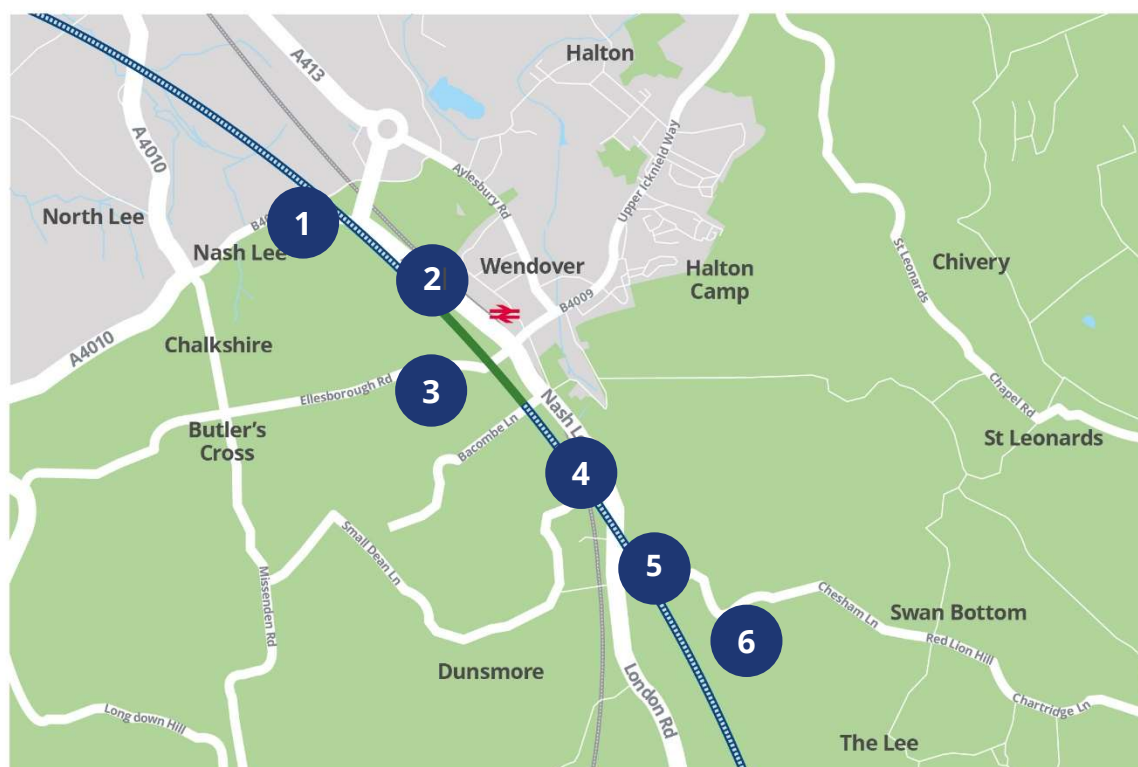 Halton
A413
A4010
Aylesbury Rd
Upper Icknield Way
North Lee
1
B4
Nash Lee
2
Wendover
Halton
Camp
St Leonards
Chivery
B4009
A4010
Chalkshire
Ellesborough Rd
3
Nash L
Chapel Rd
Butler's
Cross
Bacombe Ln
St Leonards
4
Small Dean Ln
5
Missenden Rd
Chesham Ln
Swan Bottom
6
Red Lion Hill
Dunsmore
London Rd
Chartridge Ln
Longdown Hill
The Lee